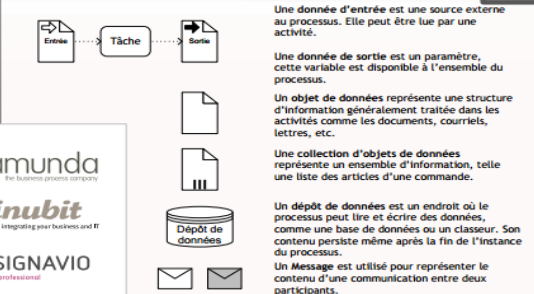 Une donnée d'entrée est une source externe
au processus. Elle peut être lue par une
activité.
Entrée
Tâche
Sortie
Une donnée de sortie est un paramètre,
cette variable est disponible à l'ensemble du
processus.
Un objet de données représente une structure
d'information généralement traitée dans les
activités comme les documents, courriels,
lettres, etc.
Une collection d'objets de données
représente un ensemble d'information, telle
une liste des articles d'une commande.
amunda
the business process company
inubit
integrating your business and IT
SIGNAVIO
professional
Dépôt de
données
Un dépôt de données est un endroit où le
processus peut lire et écrire des données,
comme une base de données ou un classeur. Son
contenu persiste même après la fin de l'instance
du processus.
Un Message est utilisé pour représenter le
contenu d'une communication entre deux
participants.